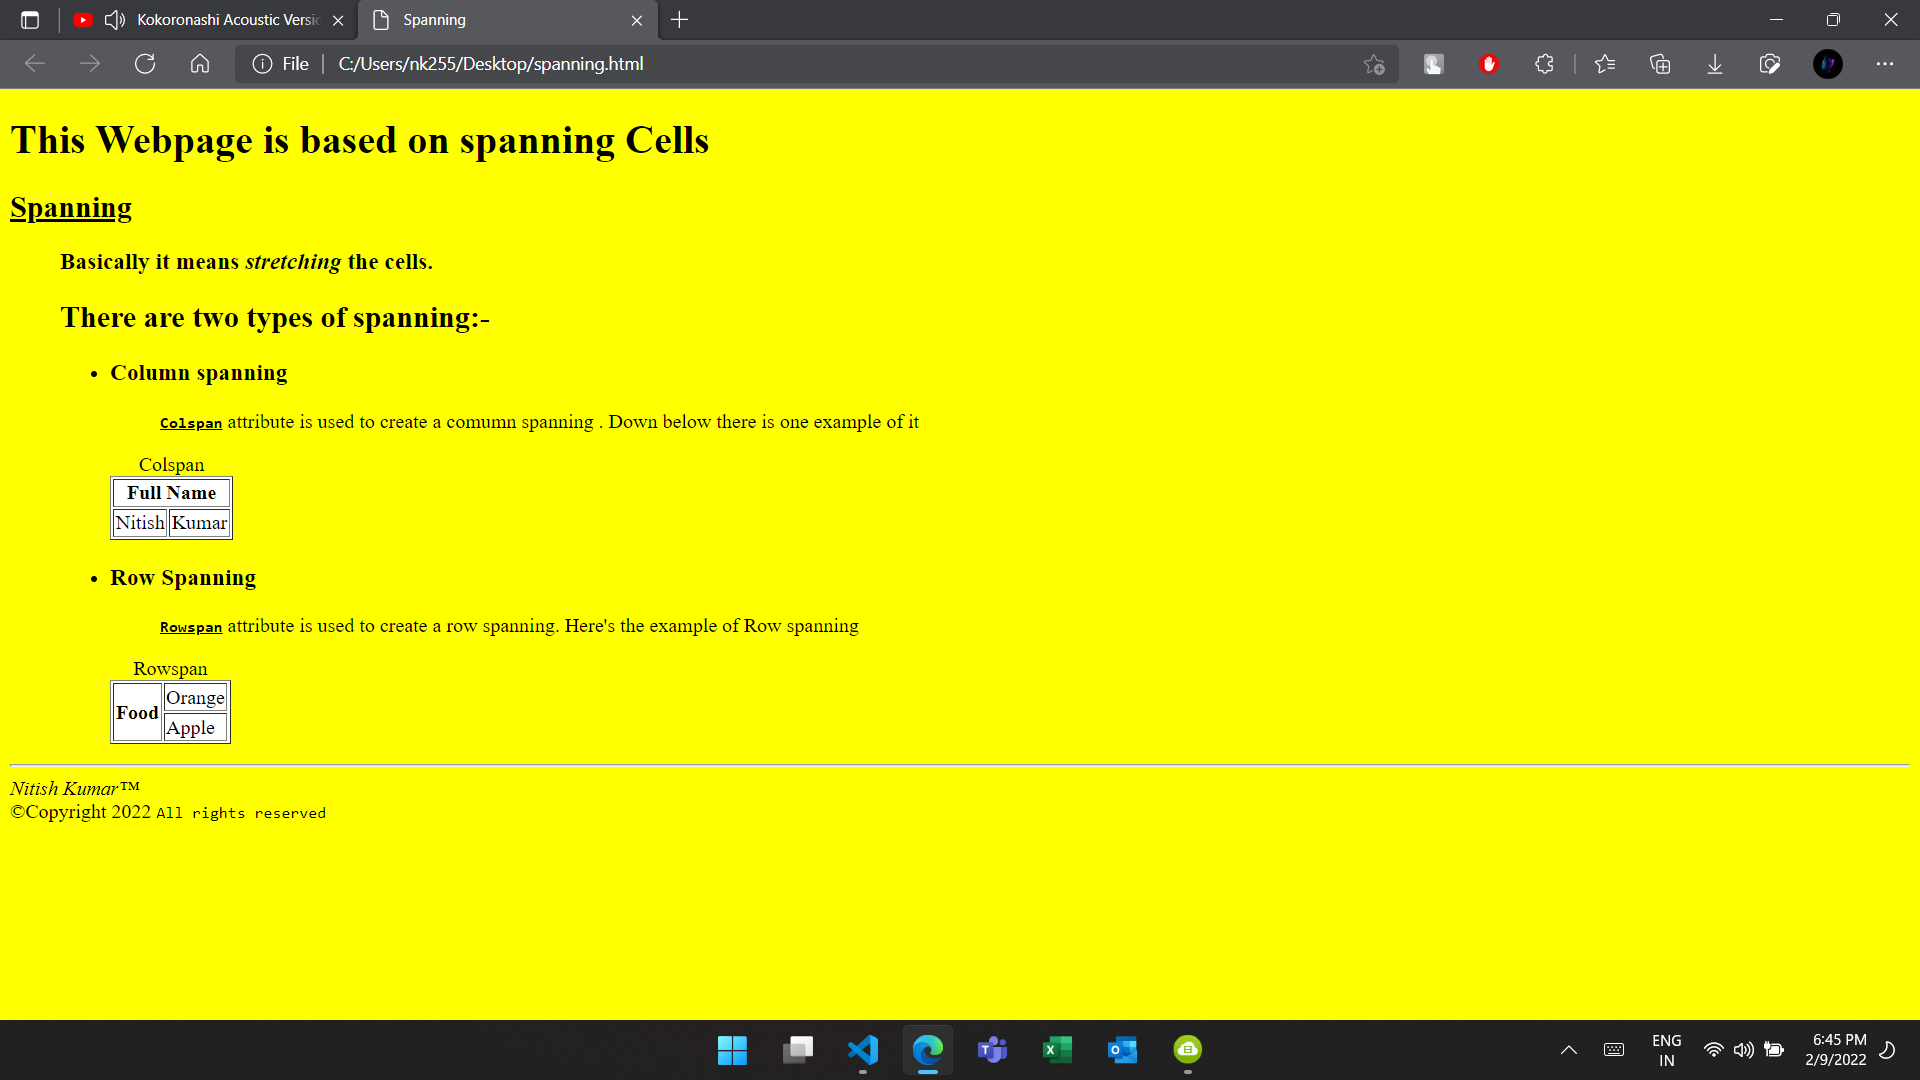 Kokoronashi Acoustic Versi
Spanning
File
C:/Users/nk255/Desktop/spanning.html
This Webpage is based on spanning Cells
Spanning
Basically it means stretching the cells.
There are two types of spanning:-
• Column spanning
Colspan attribute is used to create a comumn spanning . Down below there is one example of it
Colspan
Full Name
Nitish Kumar
• Row Spanning
Rowspan attribute is used to create a row spanning. Here's the example of Row spanning
Rowspan
Food
Orange
Apple
Nitish Kumar™
©Copyright 2022 All rights reserved
ENG
IN
6:45 PM
2/9/2022